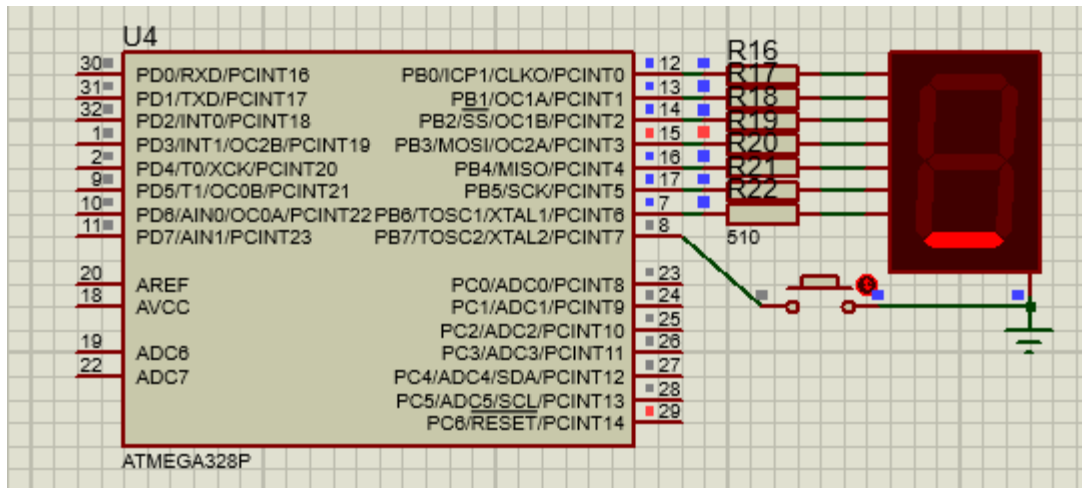 U4
30 PD0/RXD/PCINT16 PB0/ICP1/CLKO/PCINT0 12
31 PD1/TXD/PCINT17 PB1/OC1A/PCINT1 13
32 PD2/INT0/PCINT18 PB2/SS/OC1B/PCINT2 14
1 PD3/INT1/OC2B/PCINT19 PB3/MOSI/OC2A/PCINT3 15
2 PD4/T0/XCK/PCINT20 PB4/MISO/PCINT4 16
9 PD5/T1/OC0B/PCINT21 PB5/SCK/PCINT5 17
10 PD6/AIN0/OC0A/PCINT22 PB6/TOSC1/XTAL1/PCINT6 7
11 PD7/AIN1/PCINT23 PB7/TOSC2/XTAL2/PCINT7 8
20 AREF PC0/ADC0/PCINT8 23
18 AVCC PC1/ADC1/PCINT9 24
PC2/ADC2/PCINT10 25
19 ADC6 PC3/ADC3/PCINT11 26
22 ADC7 PC4/ADC4/SDA/PCINT12 27
PC5/ADC5/SCL/PCINT13 28
PC6/RESET/PCINT14 29
ATMEGA328P
R16
R17
R18
R19
R20
R21
R22
510